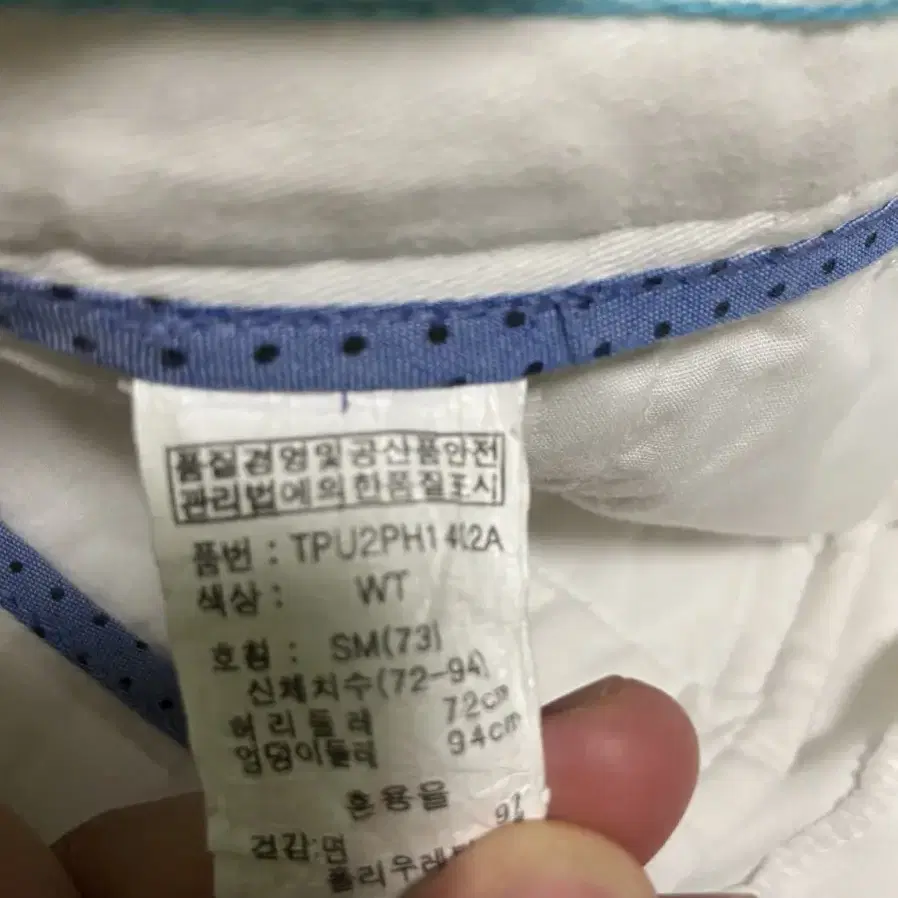 품질경영및공산품안전
관리법에의한품질표시
품번 : TPU2PH1402A
색상 : WT
호칭 : SM(73)
신체치수(72-94)
허리둘레 72cm
엉덩이둘레 94cm
혼용율
겉감:면 97